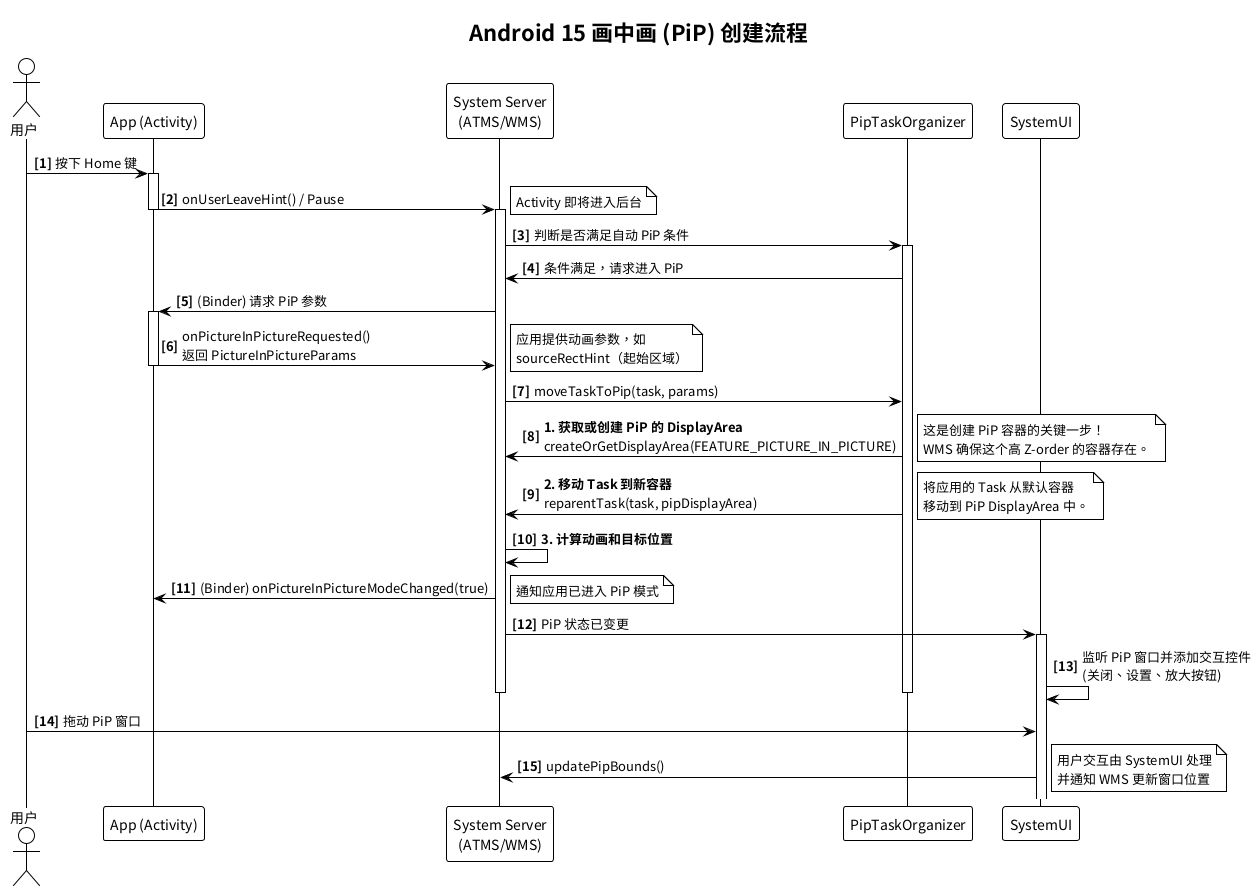 Android 15 画中画 (PiP) 创建流程
用户
App (Activity)
System Server
(ATMS/WMS)
PipTaskOrganizer
SystemUI
[1] 按下 Home 键
[2] onUserLeaveHint() / Pause
Activity 即将进入后台
[3] 判断是否满足自动 PiP 条件
[4] 条件满足，请求进入 PiP
[5] (Binder) 请求 PiP 参数
[6] onPictureInPictureRequested()
返回 PictureInPictureParams
应用提供动画参数，如
sourceRectHint（起始区域）
[7] moveTaskToPip(task, params)
[8] 1. 获取或创建 PiP 的 DisplayArea
createOrGetDisplayArea(FEATURE_PICTURE_IN_PICTURE)
这是创建 PiP 容器的关键一步！
WMS 确保这个高 Z-order 的容器存在。
[9] 2. 移动 Task 到新容器
reparentTask(task, pipDisplayArea)
将应用的 Task 从默认容器
移动到 PiP DisplayArea 中。
[10] 3. 计算动画和目标位置
[11] (Binder) onPictureInPictureModeChanged(true)
通知应用已进入 PiP 模式
[12] PiP 状态已变更
[13] 监听 PiP 窗口并添加交互控件
(关闭、设置、放大按钮)
[14] 拖动 PiP 窗口
[15] updatePipBounds()
用户交互由 SystemUI 处理
并通知 WMS 更新窗口位置
用户
App (Activity)
System Server
(ATMS/WMS)
PipTaskOrganizer
SystemUI